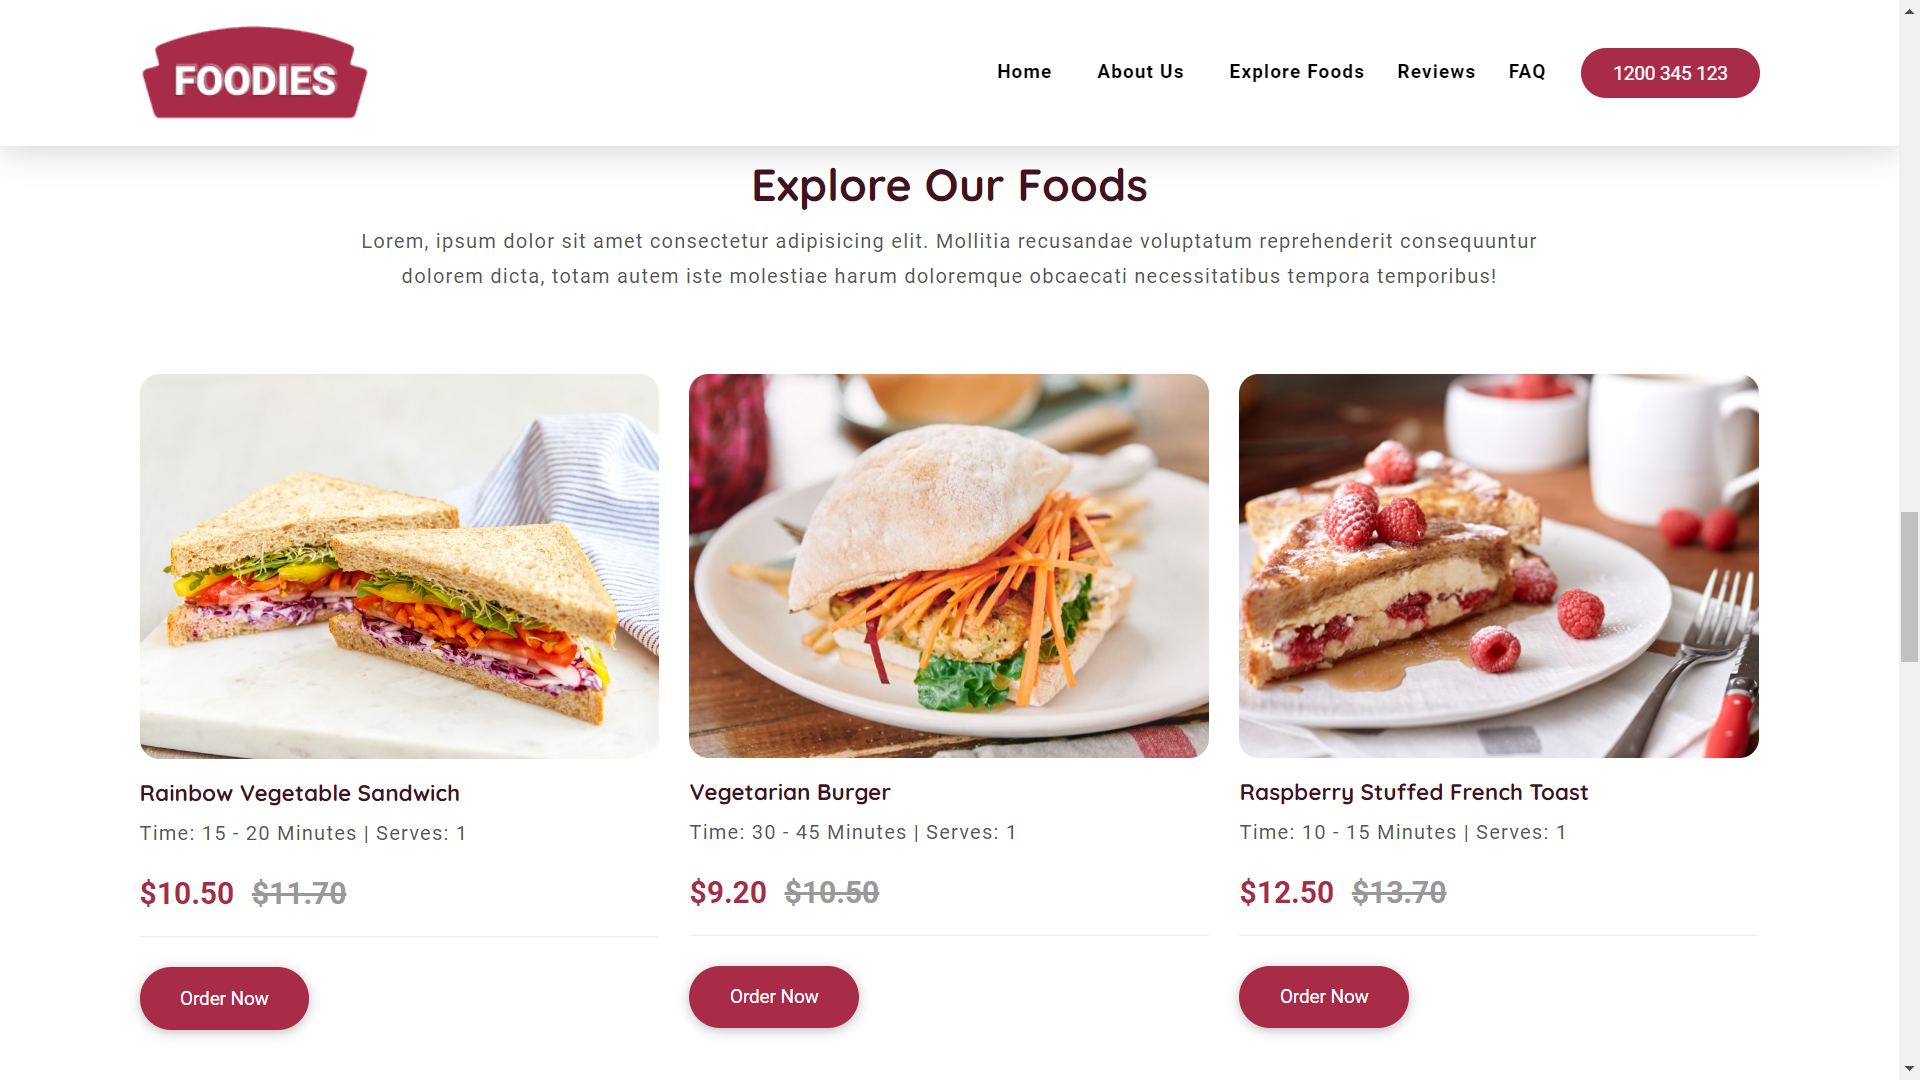 FOODIES
Home About Us Explore Foods Reviews FAQ 1200 345 123
Explore Our Foods
Lorem, ipsum dolor sit amet consectetur adipisicing elit. Mollitia recusandae voluptatum reprehenderit consequuntur
dolorem dicta, totam autem iste molestiae harum doloremque obcaecati necessitatibus tempora temporibus!
Rainbow Vegetable Sandwich
Time: 15 - 20 Minutes | Serves: 1
$10.50 $11.70
Order Now
Vegetarian Burger
Time: 30 - 45 Minutes | Serves: 1
$9.20 $10.50
Order Now
Raspberry Stuffed French Toast
Time: 10 - 15 Minutes | Serves: 1
$12.50 $13.70
Order Now